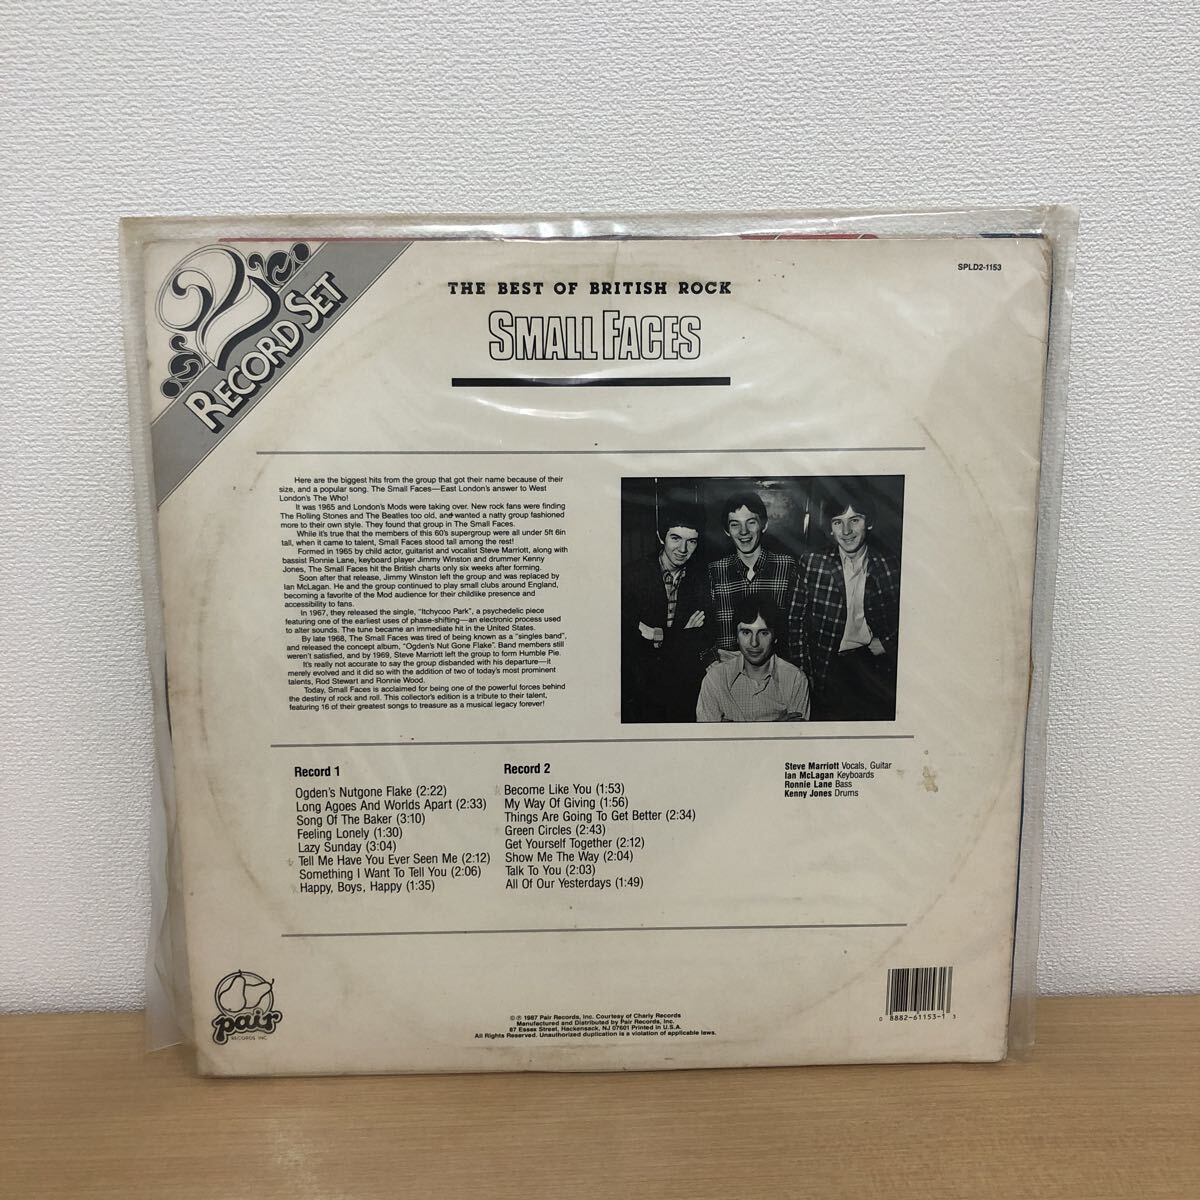 2
RECORD SET
SPLD2-1153
THE BEST OF BRITISH ROCK
SMALL FACES
Here are the biggest hits from the group that got their name because of their
size, and a popular song. The Small Faces—East London's answer to West
London's The Who!
It was 1965 and London's Mods were taking over. New rock fans were finding
The Rolling Stones and The Beatles too old, and wanted a natty group fashioned
more to their own style. They found that group in The Small Faces.
While it's true that the members of this 60's supergroup were all under 5ft 6in
tall, when it came to talent, Small Faces stood tall among the rest!
Formed in 1965 by child actor, guitarist and vocalist Steve Marriott, along with
bassist Ronnie Lane, keyboard player Jimmy Winston and drummer Kenny
Jones, The Small Faces hit the British charts only six weeks after forming.
Soon after that release, Jimmy Winston left the group and was replaced by
Ian McLagan. He and the group continued to play small clubs around England,
becoming a favorite of the Mod audience for their childlike presence and
accessibility to fans.
In 1967, they released the single, "Itchycoo Park", a psychedelic piece
featuring one of the earliest uses of phase-shifting—an electronic process used
to alter sounds. The tune became an immediate hit in the United States.
By late 1968, The Small Faces was tired of being known as a "singles band",
and released the concept album, "Ogden's Nut Gone Flake". Band members still
weren't satisfied, and by 1969, Steve Marriott left the group to form Humble Pie.
It's really not accurate to say the group disbanded with his departure—it
merely evolved and it did so with the addition of two of today's most prominent
talents, Rod Stewart and Ronnie Wood.
Today, Small Faces is acclaimed for being one of the powerful forces behind
the destiny of rock and roll. This collector's edition is a tribute to their talent,
featuring 16 of their greatest songs to treasure as a musical legacy forever!
Record 1
Ogden's Nutgone Flake (2:22)
Long Agoes And Worlds Apart (2:33)
Song Of The Baker (3:10)
Feeling Lonely (1:30)
Lazy Sunday (3:04)
Tell Me Have You Ever Seen Me (2:12)
Something I Want To Tell You (2:06)
Happy, Boys, Happy (1:35)
Record 2
Become Like You (1:53)
My Way Of Giving (1:56)
Things Are Going To Get Better (2:34)
Green Circles (2:43)
Get Yourself Together (2:12)
Show Me The Way (2:04)
Talk To You (2:03)
All Of Our Yesterdays (1:49)
Steve Marriott Vocals, Guitar
Ian McLagan Keyboards
Ronnie Lane Bass
Kenny Jones Drums
pair
RECORDS INC.
© ℗ 1987 Pair Records, Inc. Courtesy of Charly Records
Manufactured and Distributed by Pair Records, Inc.
87 Essex Street, Hackensack, NJ 07601 Printed in U.S.A.
All Rights Reserved. Unauthorized duplication is a violation of applicable laws.
0 8882-61153-1 3